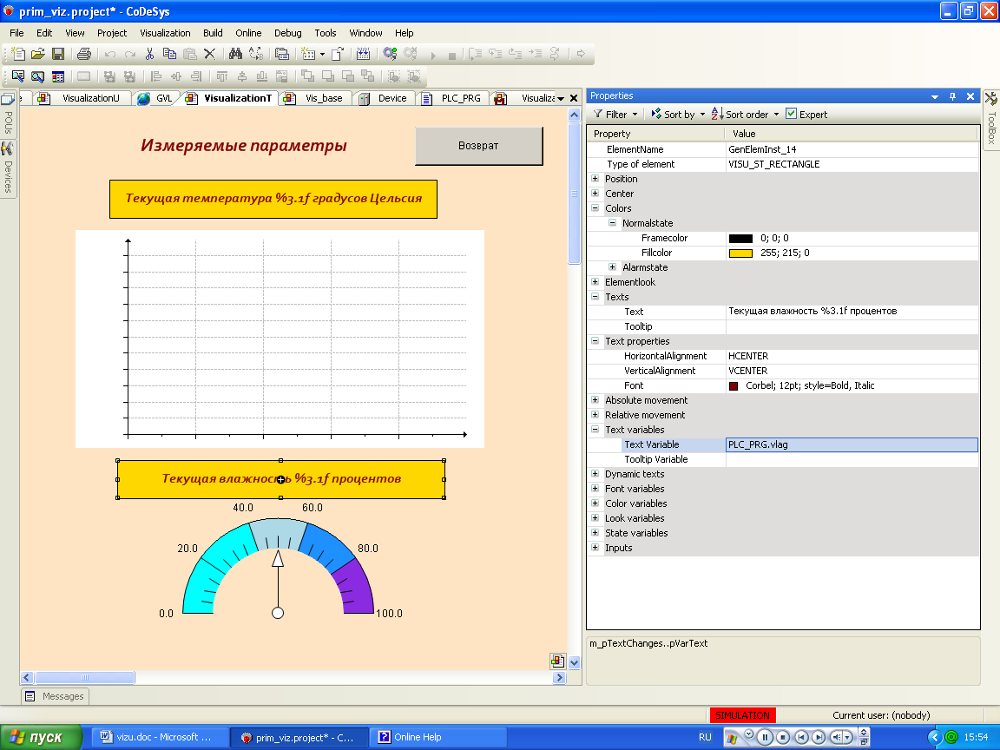 prim_viz.project* - CoDeSys
File Edit View Project Visualization Build Online Debug Tools Window Help
VisualizationU GVL VisualizationT Vis_base Device PLC_PRG Visualiza
POUs
Devices
Измеряемые параметры
Возврат
Текущая температура %3.1f градусов Цельсия
Текущая влажность %3.1f процентов
40.0 60.0
20.0 80.0
0.0 100.0
Messages
Properties
Filter Sort by Sort order Expert
Property Value
ElementName GenElemInst_14
Type of element VISU_ST_RECTANGLE
Position
Center
Colors
Normalstate
Framecolor 0; 0; 0
Fillcolor 255; 215; 0
Alarmstate
Elementlook
Texts
Text Текущая влажность %3.1f процентов
Tooltip
Text properties
HorizontalAlignment HCENTER
VerticalAlignment VCENTER
Font Corbel; 12pt; style=Bold, Italic
Absolute movement
Relative movement
Text variables
Text Variable PLC_PRG.vlag
Tooltip Variable
Dynamic texts
Font variables
Color variables
Look variables
State variables
Inputs
m_pTextChanges..pVarText
ToolBox
SIMULATION Current user: (nobody)
пуск vizu.doc - Microsoft ... prim_viz.project* - C... Online Help RU 15:54